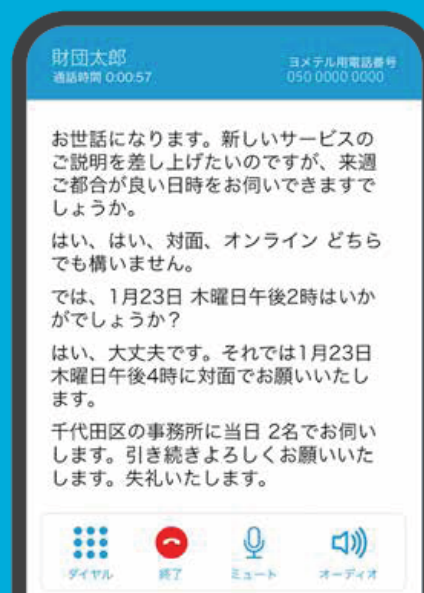 財団太郎
通話時間 0:00:57
ヨメテル用電話番号
050 0000 0000
お世話になります。新しいサービスの
ご説明を差し上げたいのですが、来週
ご都合が良い日時をお伺いできますで
しょうか。
はい、はい、対面、オンライン どちら
でも構いません。
では、1月23日 木曜日午後2時はいか
がでしょうか？
はい、大丈夫です。それでは1月23日
木曜日午後4時に対面でお願いいたし
ます。
千代田区の事務所に当日 2名でお伺い
します。引き続きよろしくお願いいた
します。失礼いたします。
ダイヤル 終了 ミュート オーディオ